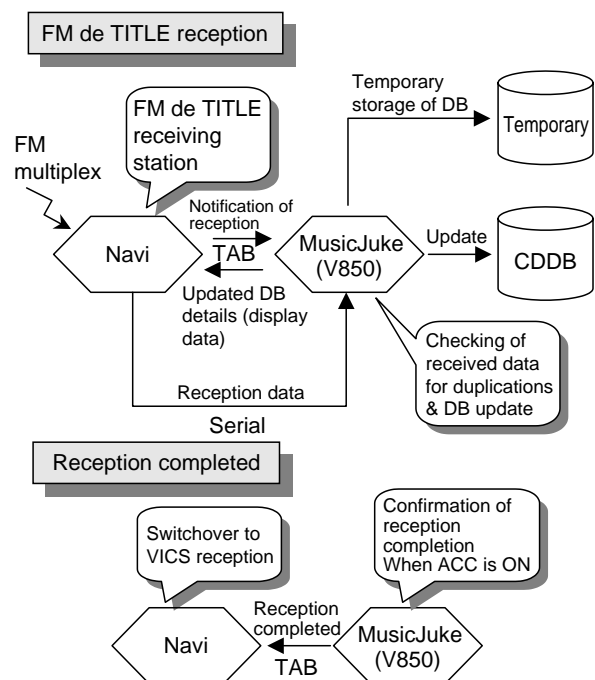 FM de TITLE reception
Temporary
storage of DB
Temporary
FM de TITLE
receiving
station
FM
multiplex
Notification of
reception
Navi
TAB
MusicJuke
(V850)
Update
CDDB
Updated DB
details (display
data)
Checking of
received data
for duplications
& DB update
Reception data
Serial
Reception completed
Switchover to
VICS reception
Confirmation of
reception
completion
When ACC is ON
Reception
completed
Navi
TAB
MusicJuke
(V850)